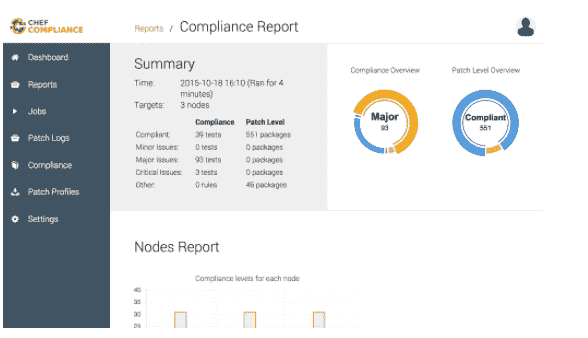 CHEF
COMPLIANCE
Reports / Compliance Report
Dashboard
Reports
Jobs
Patch Logs
Compliance
Patch Profiles
Settings
Summary
Time: 2015-10-18 16:10 (Ran for 4
minutes)
Targets: 3 nodes
Compliance Patch Level
Compliant: 39 tests 551 packages
Minor Issues: 0 tests 0 packages
Major Issues: 93 tests 0 packages
Critical Issues: 3 tests 0 packages
Other: 0 rules 46 packages
Compliance Overview
Major
93
Patch Level Overview
Compliant
551
Nodes Report
Compliance levels for each node
40
35
30
25